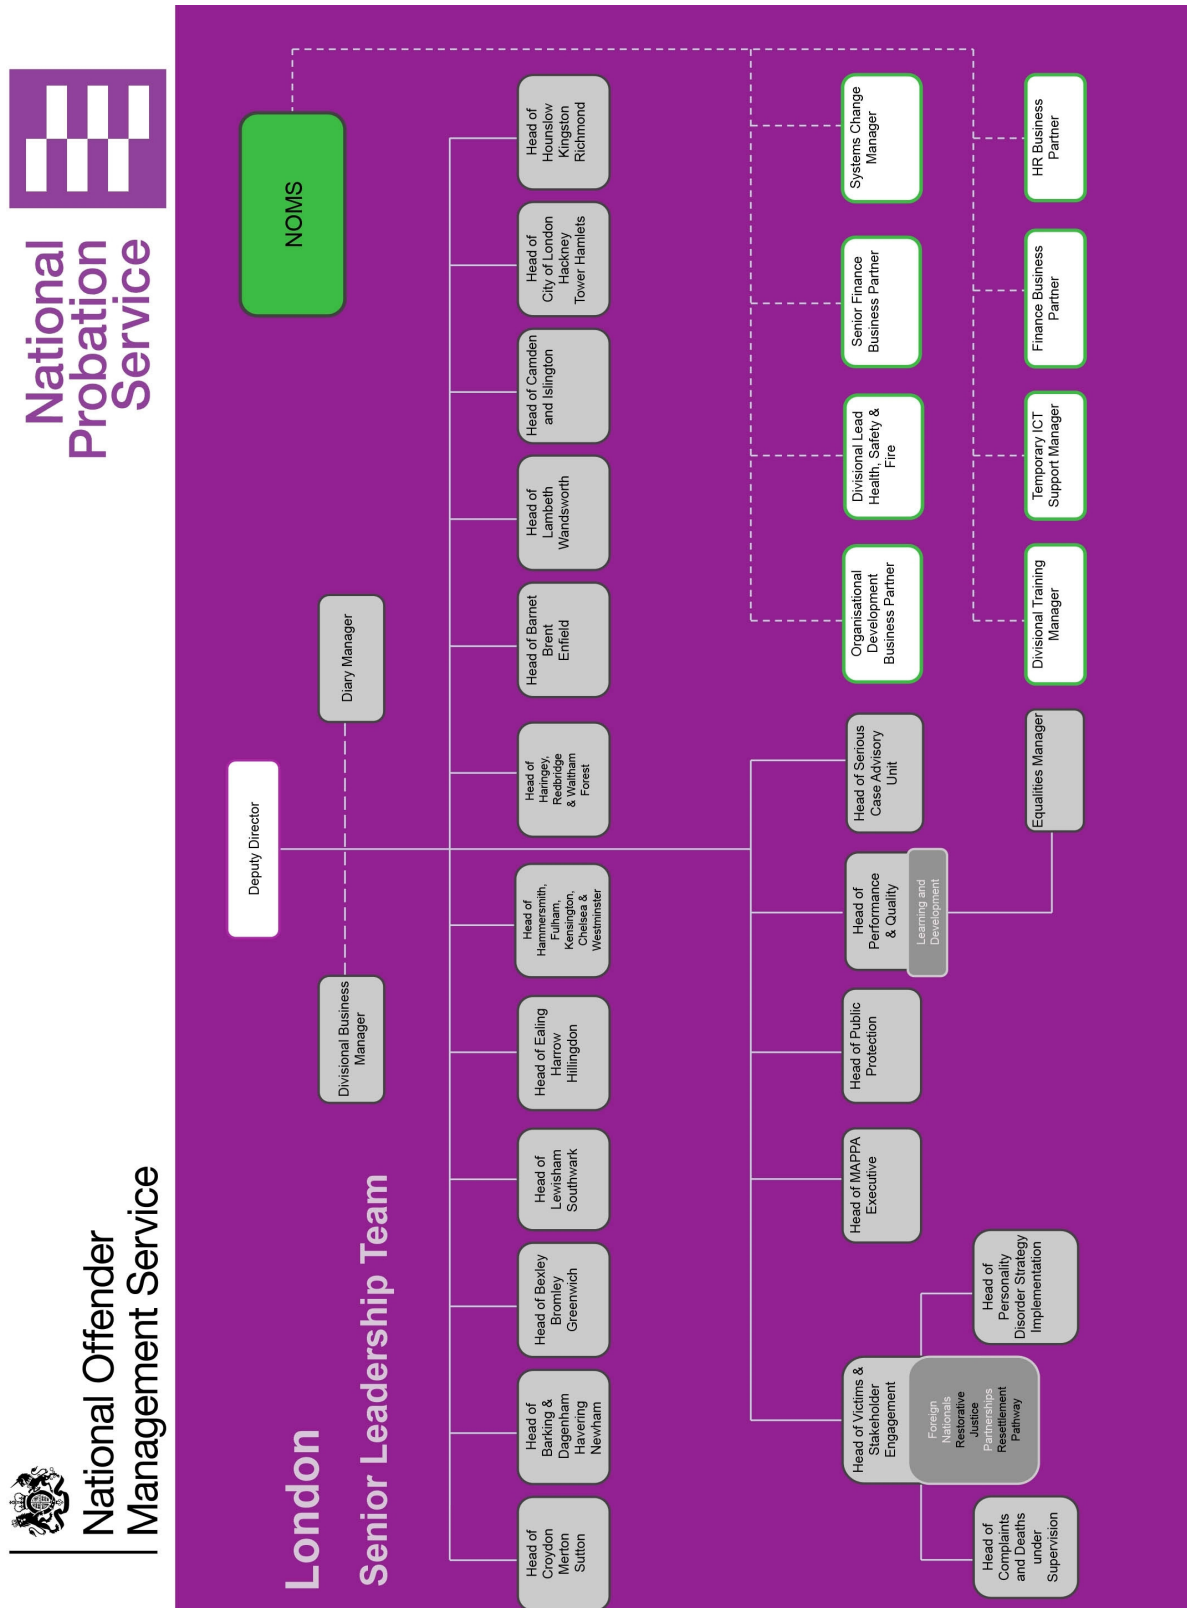 National Offender
Management Service
National
Probation
Service
London
Senior Leadership Team
Deputy Director
NOMS
Divisional Business
Manager
Diary Manager
Head of
Croydon
Merton
Sutton
Head of
Barking &
Dagenham
Havering
Newham
Head of Bexley
Bromley
Greenwich
Head of
Lewisham
Southwark
Head of Ealing
Harrow
Hillingdon
Head of
Hammersmith,
Fulham,
Kensington,
Chelsea &
Westminster
Head of
Haringey,
Redbridge
& Waltham
Forest
Head of Barnet
Brent
Enfield
Head of
Lambeth
Wandsworth
Head of Camden
and Islington
Head of
City of London
Hackney
Tower Hamlets
Head of
Hounslow
Kingston
Richmond
Head of Victims &
Stakeholder
Engagement
Foreign
Nationals
Restorative
Justice
Partnerships
Resettlement
Pathway
Head of MAPPA
Executive
Head of Public
Protection
Head of
Performance
& Quality
Learning and
Development
Head of Serious
Case Advisory
Unit
Organisational
Development
Business Partner
Divisional Lead
Health, Safety &
Fire
Senior Finance
Business Partner
Systems Change
Manager
Head of
Complaints
and Deaths
under
Supervision
Head of
Personality
Disorder Strategy
Implementation
Equalities Manager
Divisional Training
Manager
Temporary ICT
Support Manager
Finance Business
Partner
HR Business
Partner